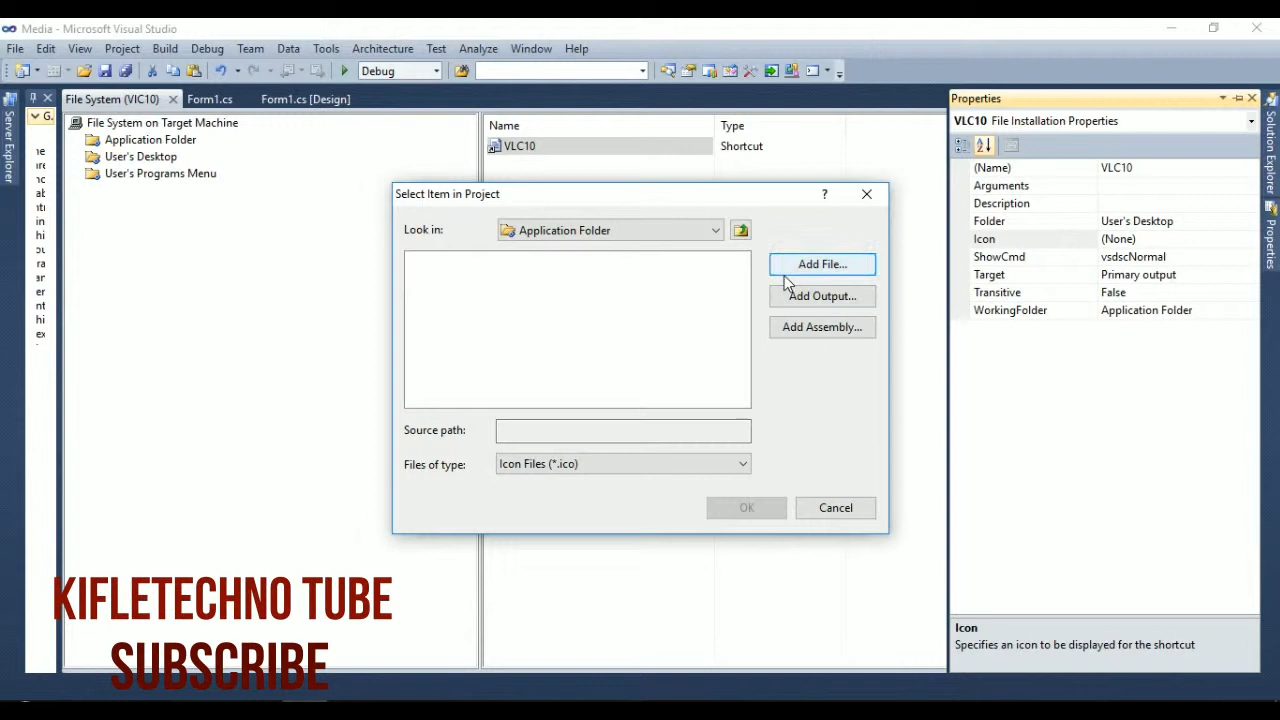 Media - Microsoft Visual Studio
File Edit View Project Build Debug Team Data Tools Architecture Test Analyze Window Help
Debug
Server Explorer
G.
File System (VIC10) Form1.cs Form1.cs [Design]
File System on Target Machine
Application Folder
User's Desktop
User's Programs Menu
Name Type
VLC10 Shortcut
Select Item in Project
Look in: Application Folder
Add File...
Add Output...
Add Assembly...
Source path:
Files of type: Icon Files (*.ico)
OK Cancel
Properties
VLC10 File Installation Properties
(Name) VLC10
Arguments
Description
Folder User's Desktop
Icon (None)
ShowCmd vsdscNormal
Target Primary output
Transitive False
WorkingFolder Application Folder
Icon
Specifies an icon to be displayed for the shortcut
Solution Explorer
Properties
KIFLETECHNO TUBE
SUBSCRIBE